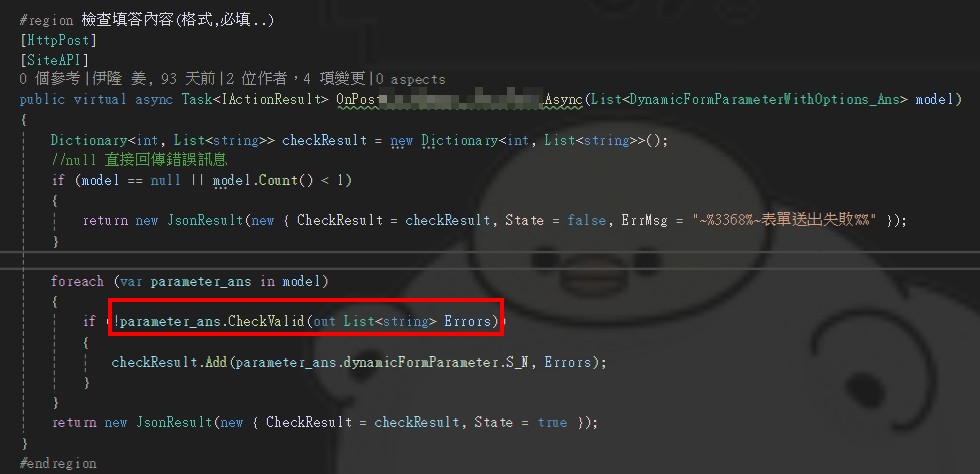 #region 檢查填答內容(格式,必填..)
[HttpPost]
[SiteAPI]
0 個參考|伊隆 姜, 93 天前|2 位作者，4 項變更|0 aspects
public virtual async Task<IActionResult> OnPost Async(List<DynamicFormParameterWithOptions_Ans> model)
{
Dictionary<int, List<string>> checkResult = new Dictionary<int, List<string>>();
//null 直接回傳錯誤訊息
if (model == null || model.Count() < 1)
{
return new JsonResult(new { CheckResult = checkResult, State = false, ErrMsg = "~%3368%~表單送出失敗%%" });
}
foreach (var parameter_ans in model)
{
if (!parameter_ans.CheckValid(out List<string> Errors))
{
checkResult.Add(parameter_ans.dynamicFormParameter.S_N, Errors);
}
}
return new JsonResult(new { CheckResult = checkResult, State = true });
}
#endregion